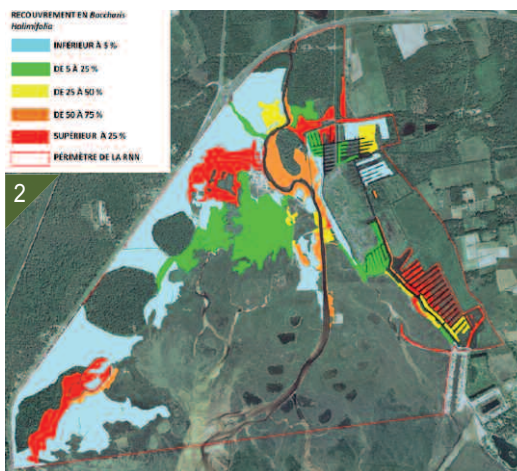 RECOUVREMENT EN Baccharis
Halimifolia
INFÉRIEUR À 5 %
DE 5 À 25 %
DE 25 À 50 %
DE 50 À 75 %
SUPÉRIEUR À 25 %
PÉRIMÈTRE DE LA RNN
2